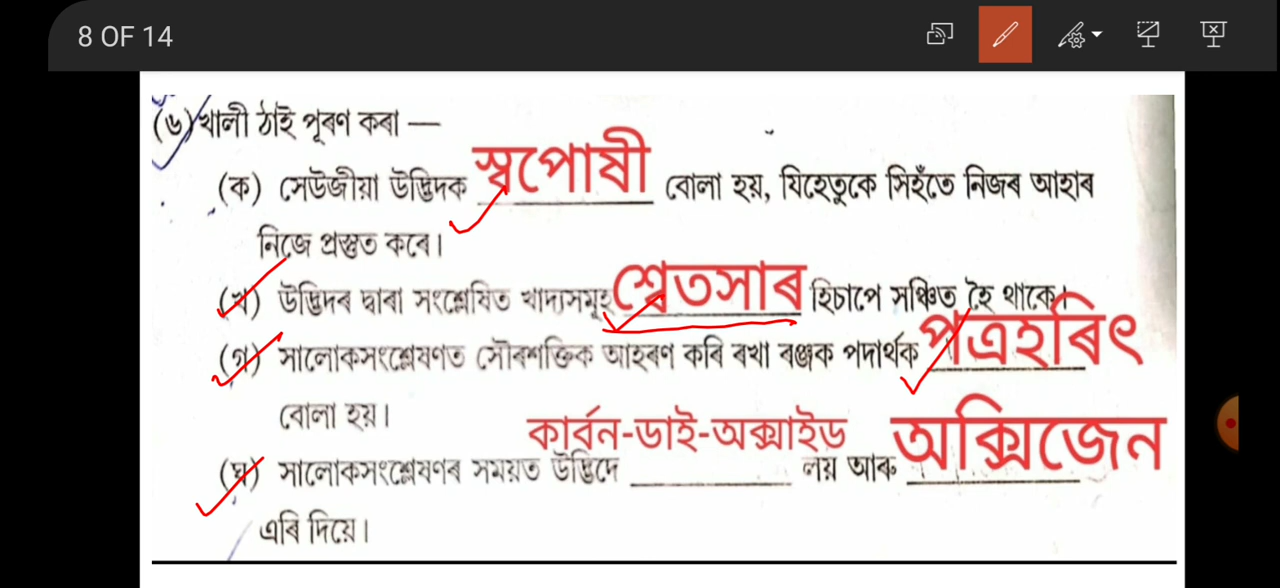 8 OF 14
(৬) খালী ঠাই পূৰণ কৰা —
(ক) সেউজীয়া উদ্ভিদক স্বপোষী বোলা হয়, যিহেতুকে সিহঁতে নিজৰ আহাৰ
নিজে প্ৰস্তুত কৰে।
(খ) উদ্ভিদৰ দ্বাৰা সংশ্লেষিত খাদ্যসমূহ শ্বেতসাৰ হিচাপে সঞ্চিত হৈ থাকে।
(গ) সালোকসংশ্লেষণত সৌৰশক্তিক আহৰণ কৰি ৰখা ৰঞ্জক পদাৰ্থক পত্ৰহৰিৎ
বোলা হয়।
(ঘ) সালোকসংশ্লেষণৰ সময়ত উদ্ভিদে কাৰ্বন-ডাই-অক্সাইড লয় আৰু অক্সিজেন
এৰি দিয়ে।